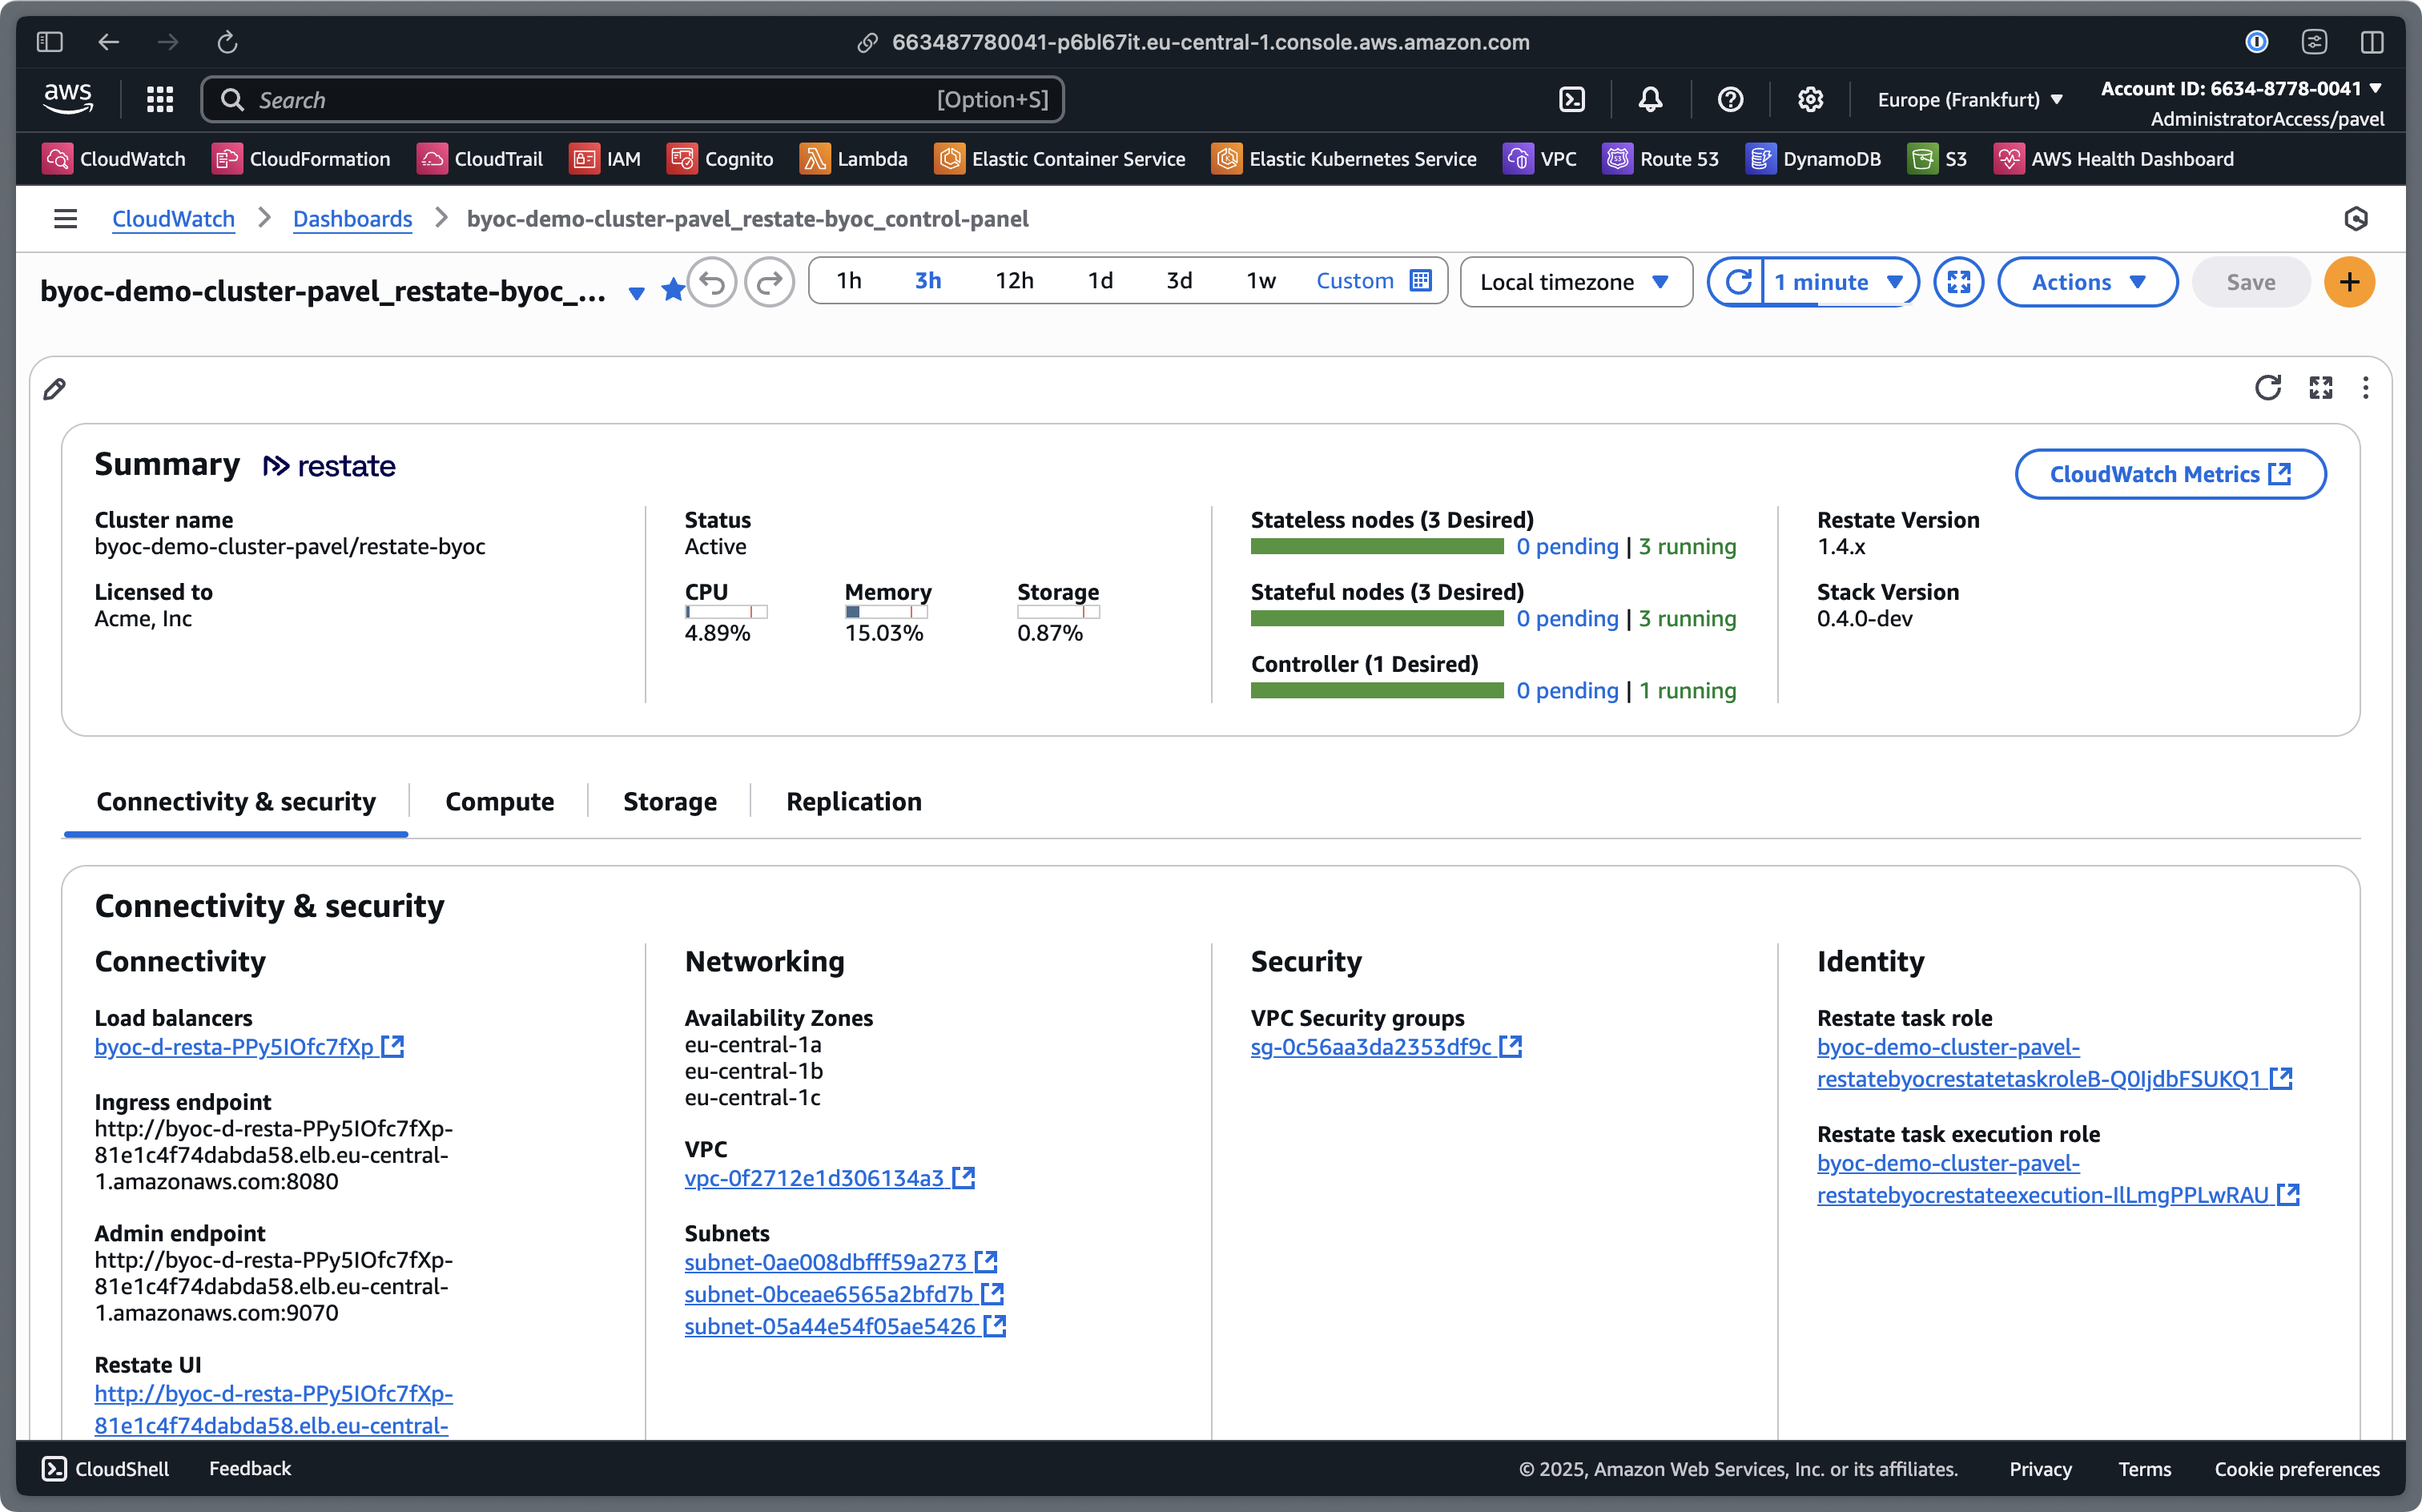 663487780041-p6bl67it.eu-central-1.console.aws.amazon.com
aws
Search [Option+S]
Europe (Frankfurt)
Account ID: 6634-8778-0041
AdministratorAccess/pavel
CloudWatch CloudFormation CloudTrail IAM Cognito Lambda Elastic Container Service Elastic Kubernetes Service VPC Route 53 DynamoDB S3 AWS Health Dashboard
CloudWatch Dashboards byoc-demo-cluster-pavel_restate-byoc_control-panel
byoc-demo-cluster-pavel_restate-byoc_...
1h 3h 12h 1d 3d 1w Custom
Local timezone
1 minute
Actions
Save
Summary restate
CloudWatch Metrics
Cluster name
byoc-demo-cluster-pavel/restate-byoc
Licensed to
Acme, Inc
Status
Active
CPU Memory Storage
4.89% 15.03% 0.87%
Stateless nodes (3 Desired)
0 pending | 3 running
Stateful nodes (3 Desired)
0 pending | 3 running
Controller (1 Desired)
0 pending | 1 running
Restate Version
1.4.x
Stack Version
0.4.0-dev
Connectivity & security Compute Storage Replication
Connectivity & security
Connectivity
Load balancers
byoc-d-resta-PPy5IOfc7fXp
Ingress endpoint
http://byoc-d-resta-PPy5IOfc7fXp-
81e1c4f74dabda58.elb.eu-central-
1.amazonaws.com:8080
Admin endpoint
http://byoc-d-resta-PPy5IOfc7fXp-
81e1c4f74dabda58.elb.eu-central-
1.amazonaws.com:9070
Restate UI
http://byoc-d-resta-PPy5IOfc7fXp-
81e1c4f74dabda58.elb.eu-central-
Networking
Availability Zones
eu-central-1a
eu-central-1b
eu-central-1c
VPC
vpc-0f2712e1d306134a3
Subnets
subnet-0ae008dbfff59a273
subnet-0bceae6565a2bfd7b
subnet-05a44e54f05ae5426
Security
VPC Security groups
sg-0c56aa3da2353df9c
Identity
Restate task role
byoc-demo-cluster-pavel-
restatebyocrestatetaskroleB-Q0IjdbFSUKQ1
Restate task execution role
byoc-demo-cluster-pavel-
restatebyocrestateexecution-IlLmgPPLwRAU
CloudShell Feedback
© 2025, Amazon Web Services, Inc. or its affiliates. Privacy Terms Cookie preferences